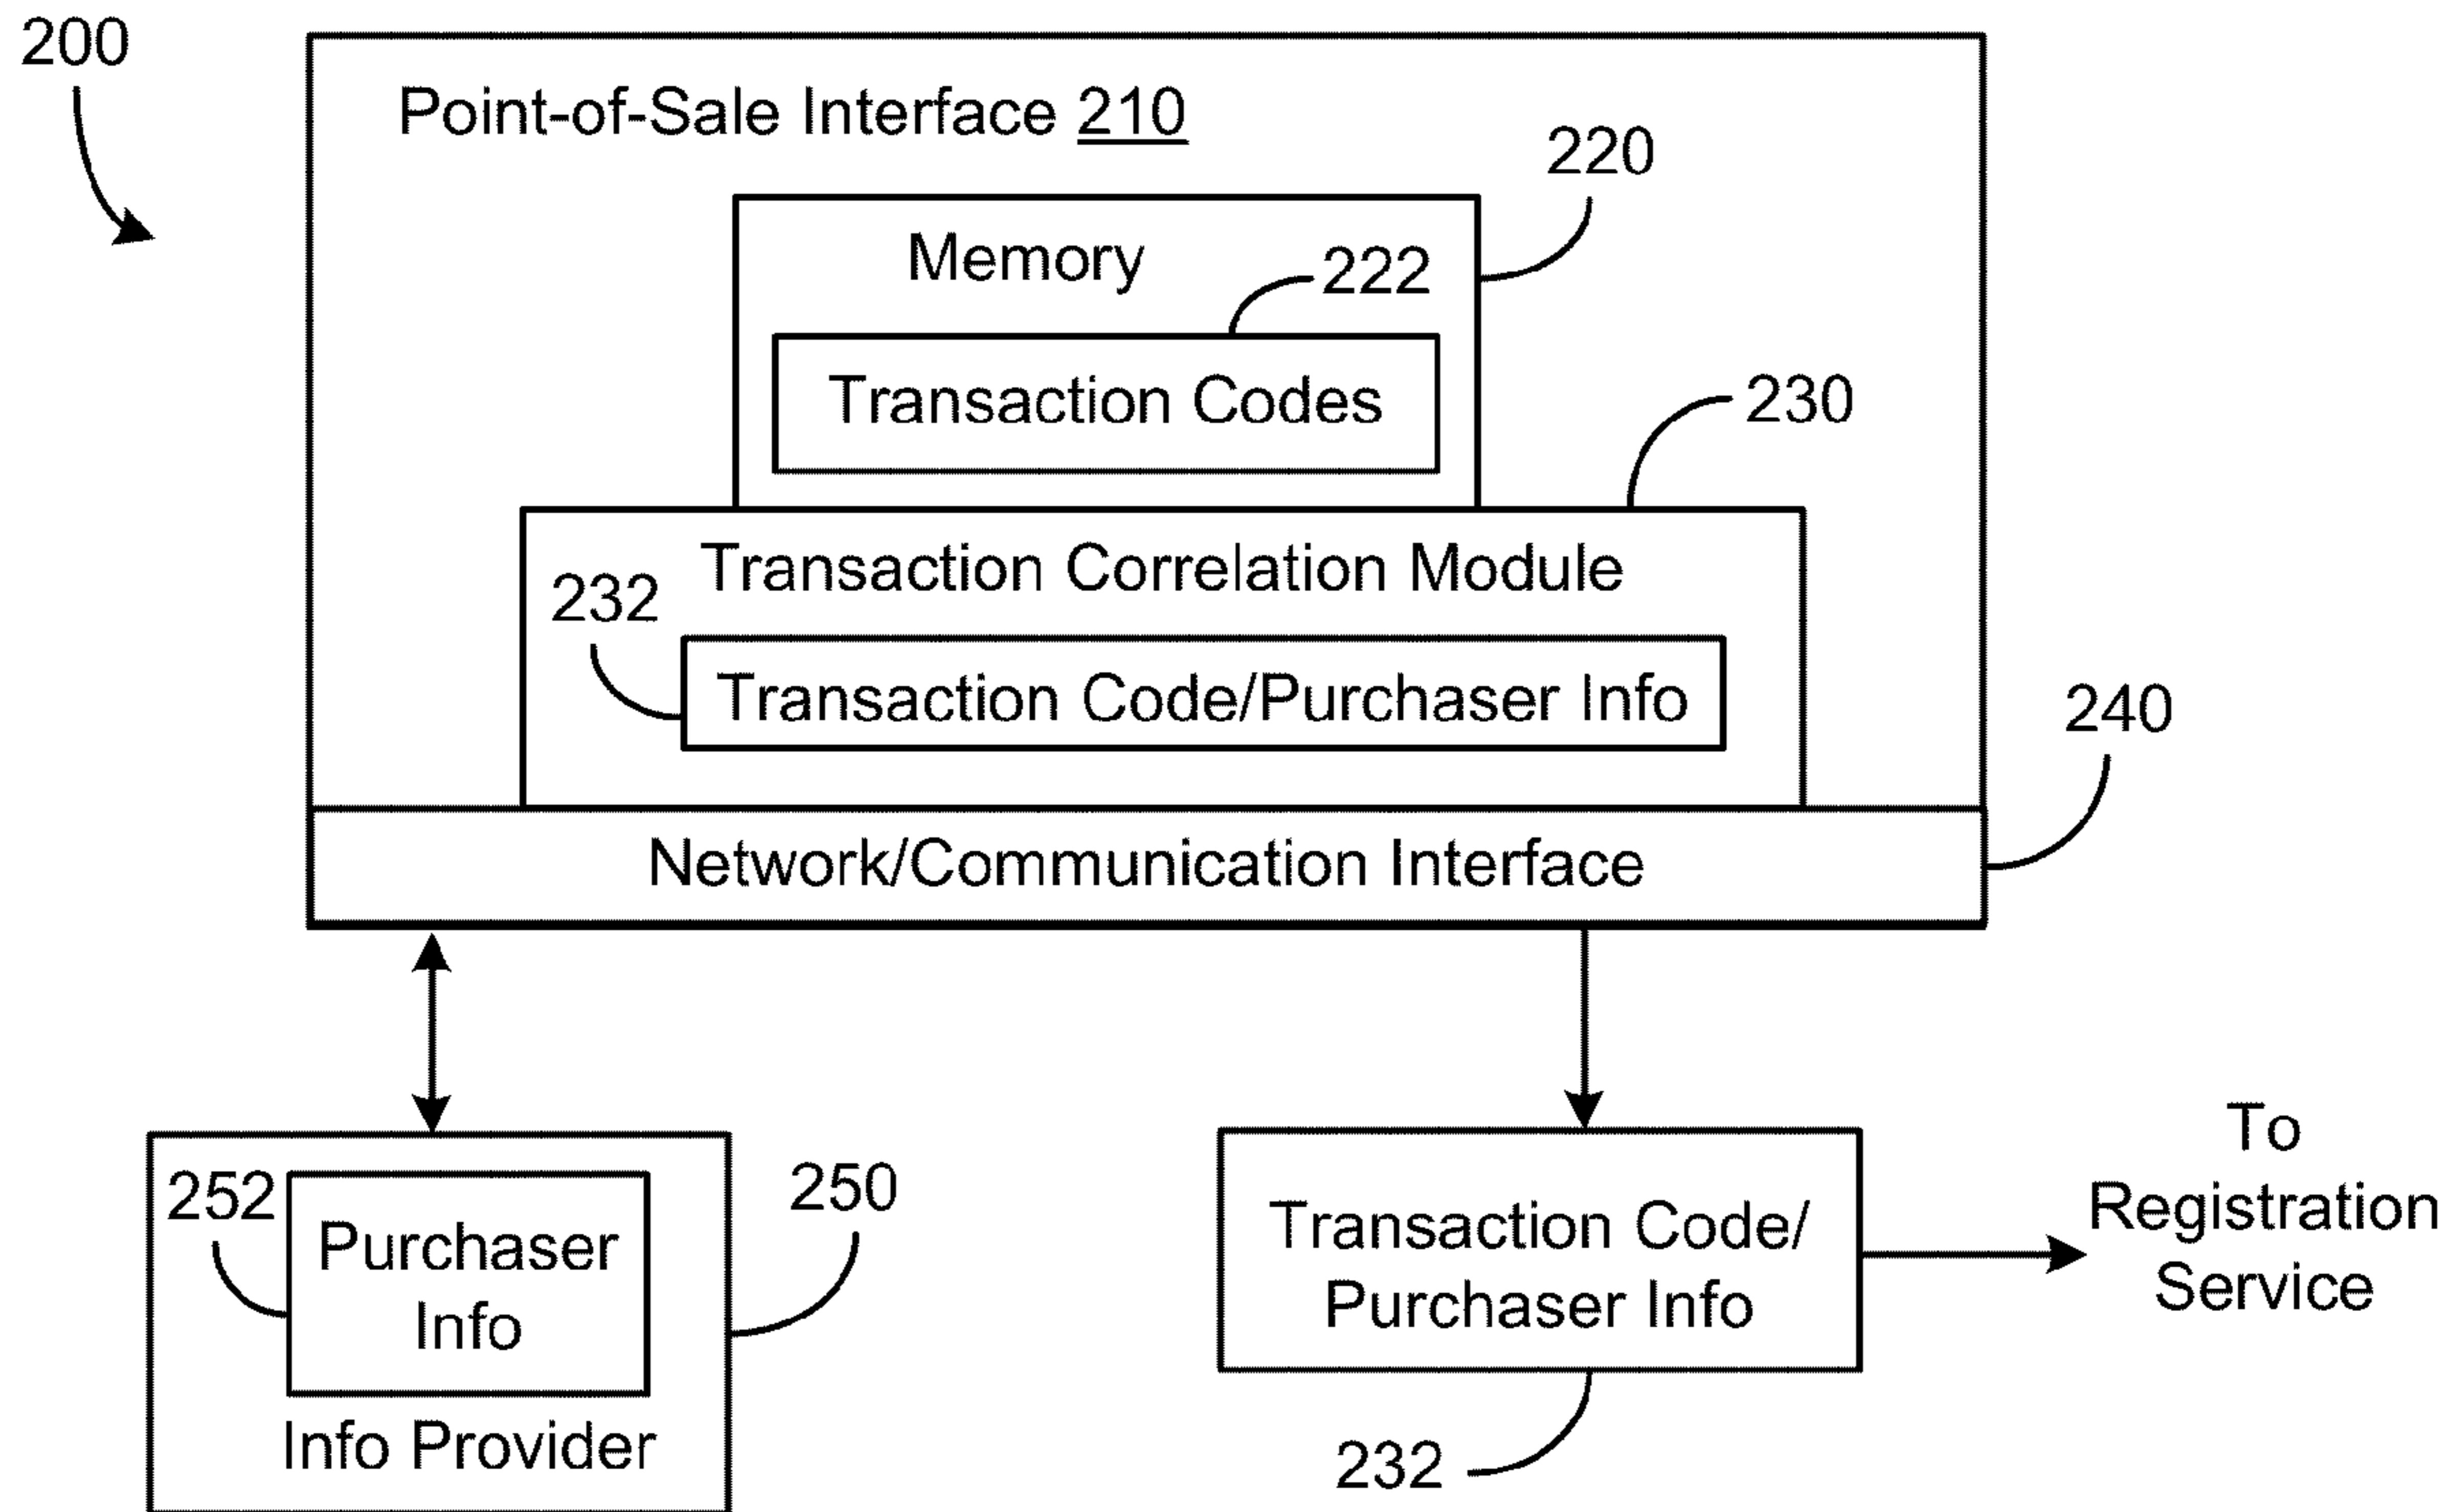 200
Point-of-Sale Interface 210
220
Memory
222
Transaction Codes
230
Transaction Correlation Module
232
Transaction Code/Purchaser Info
240
Network/Communication Interface
252
Purchaser
Info
Info Provider
250
Transaction Code/
Purchaser Info
232
To
Registration
Service